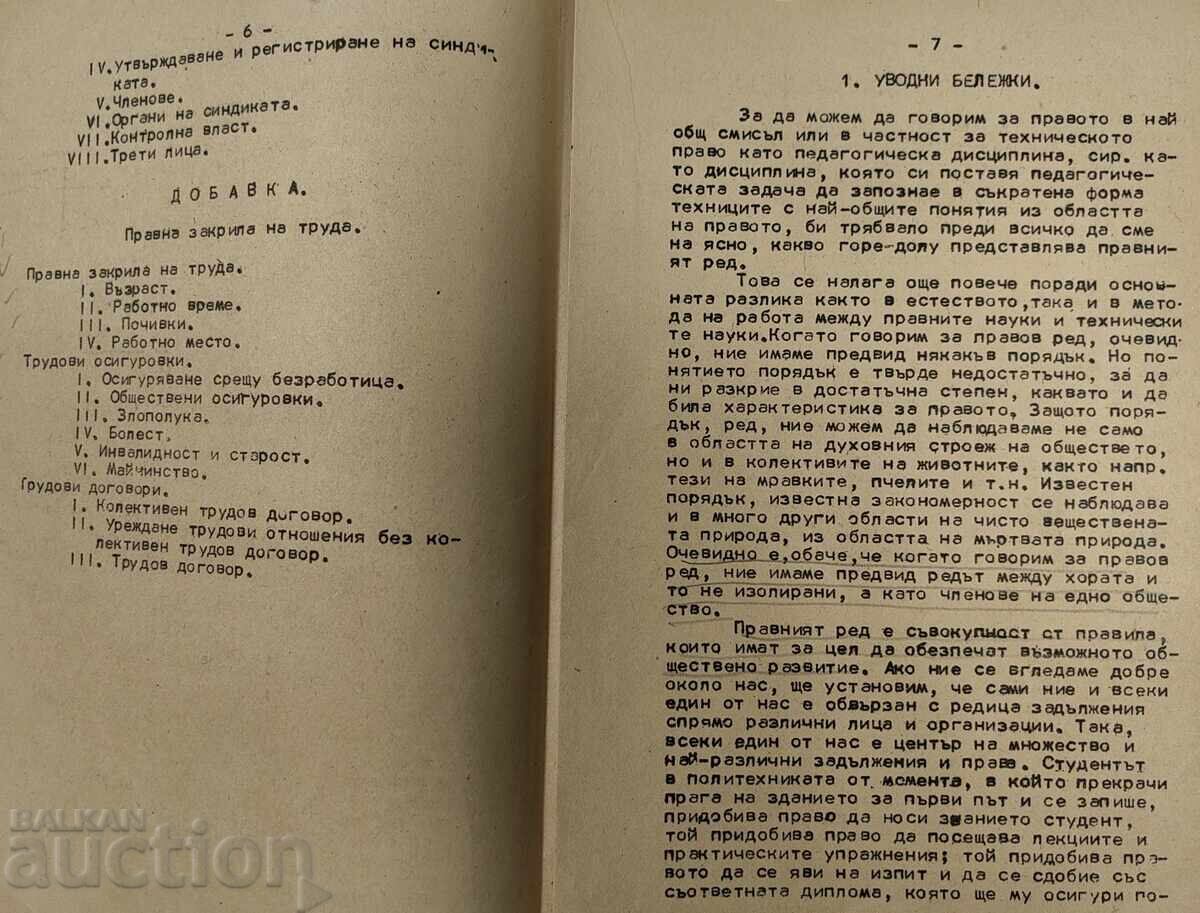 - 6 -
IV.Утвърждаване и регистриране на синди-
ката.
V.Членове.
VI.Органи на синдиката.
VII.Контролна власт.
VIII.Трети лица.
ДОБАВКА.
Правна закрила на труда.
Правна закрила на труда.
I. Възраст.
II. Работно време.
III. Почивки.
IV. Работно место.
Трудови осигуровки.
I. Осигуряване срещу безработица.
II. Обществени осигуровки.
III. Злополука.
IV. Болест.
V. Инвалидност и старост.
VI. Майчинство.
Трудови договори.
I. Колективен трудов договор.
II. Уреждане трудови отношения без ко-
лективен трудов договор.
III. Трудов договор.
- 7 -
1. УВОДНИ БЕЛЕЖКИ.
За да можем да говорим за правото в най
общ смисъл или в частност за техническото
право като педагогическа дисциплина, сир. ка-
то дисциплина, която си поставя педагогиче-
ската задача да запознае в съкратена форма
техниците с най-общите понятия из областта
на правото, би трябвало преди всичко да сме
на ясно, какво горе-долу представлява правни-
ят ред.
Това се налага още повече поради основ-
ната разлика както в естеството,така и в мето-
да на работа между правните науки и технически
те науки.Когато говорим за правов ред, очевид-
но, ние имаме предвид някакъв порядък. Но по-
нятието порядък е твърде недостатъчно, за да
ни разкрие в достатъчна степен, каквато и да
била характеристика за правото. Защото поря-
дък, ред, ние можем да наблюдаваме не само
в областта на духовния строеж на обществето,
но и в колективите на животните, както напр.
тези на мравките, пчелите и т.н. Известен
порядък, известна закономерност се наблюдава
и в много други области на чисто веществена-
та природа, из областта на мъртвата природа.
Очевидно е,обаче,че когато говорим за правов
ред, ние имаме предвид редът между хората и
то не изолирани, а като членове на едно обще-
ство.
Правният ред е съвокупност от правила,
които имат за цел да обезпечат възможното об-
ществено развитие. Ако ние се вгледаме добре
около нас, ще установим, че сами ние и всеки
един от нас е обвързан с редица задължения
спрямо различни лица и организации. Така,
всеки един от нас е център на множество и
най-различни задължения и права. Студентът
в политехниката от момента, в който прекрачи
прага на зданието за първи път и се запише,
придобива право да носи званието студент,
той придобива право да посещава лекциите и
практическите упражнения; той придобива пра-
вото да се яви на изпит и да се сдобие със
съответната диплома, която ще му осигури по-
BALKAN
auction